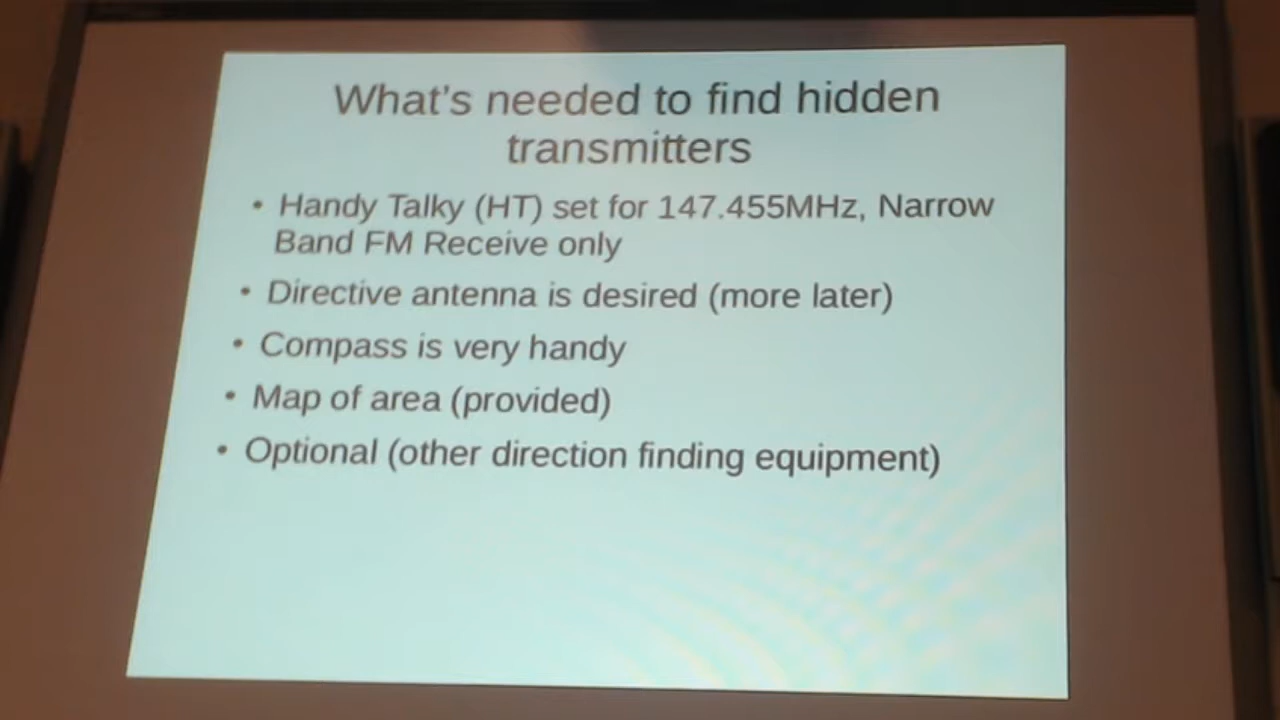 What's needed to find hidden
transmitters
• Handy Talky (HT) set for 147.455MHz, Narrow
Band FM Receive only
• Directive antenna is desired (more later)
• Compass is very handy
• Map of area (provided)
• Optional (other direction finding equipment)